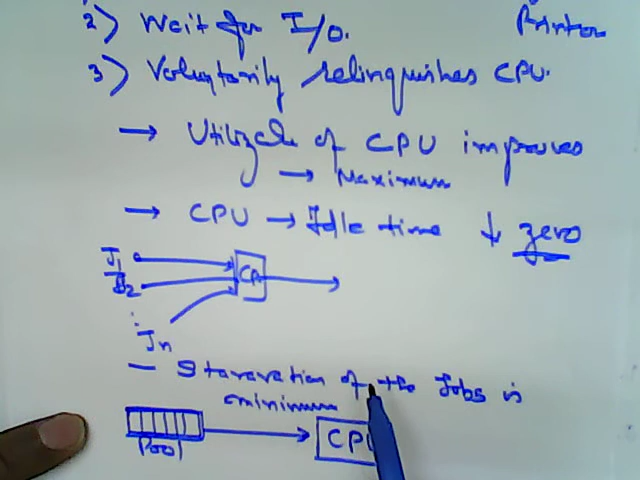 2) Wait for I/O. Printer
3) Voluntarily relinquishes CPU.
→ Utilizatn of CPU improves
→ Maximum
→ CPU → Idle time ↓ zero
J1
J2
CPU
Jn
- Starvation of the Jobs is
minimum
Pool CPU